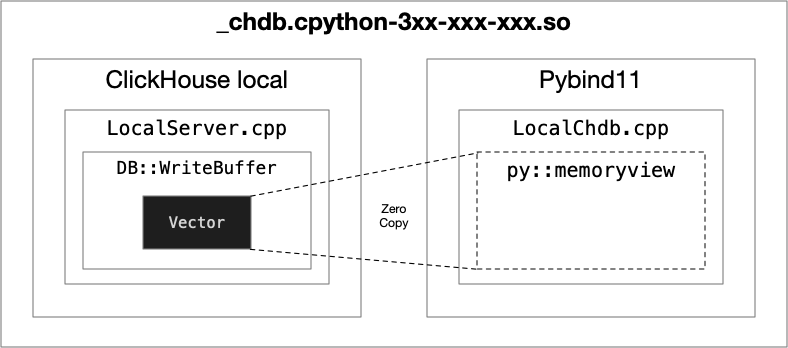 _chdb.cpython-3xx-xxx-xxx.so
ClickHouse local
LocalServer.cpp
DB::WriteBuffer
Vector
Zero
Copy
Pybind11
LocalChdb.cpp
py::memoryview